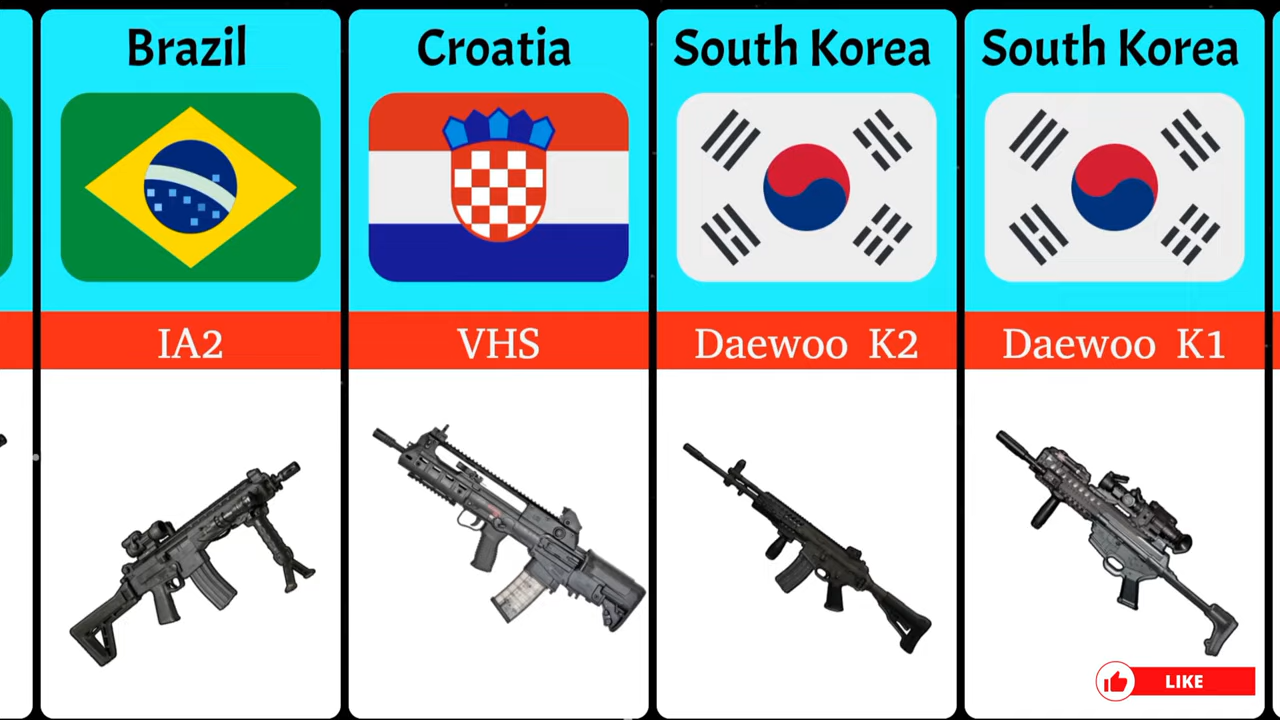 Brazil
Croatia
South Korea
South Korea
IA2
VHS
Daewoo K2
Daewoo K1
LIKE